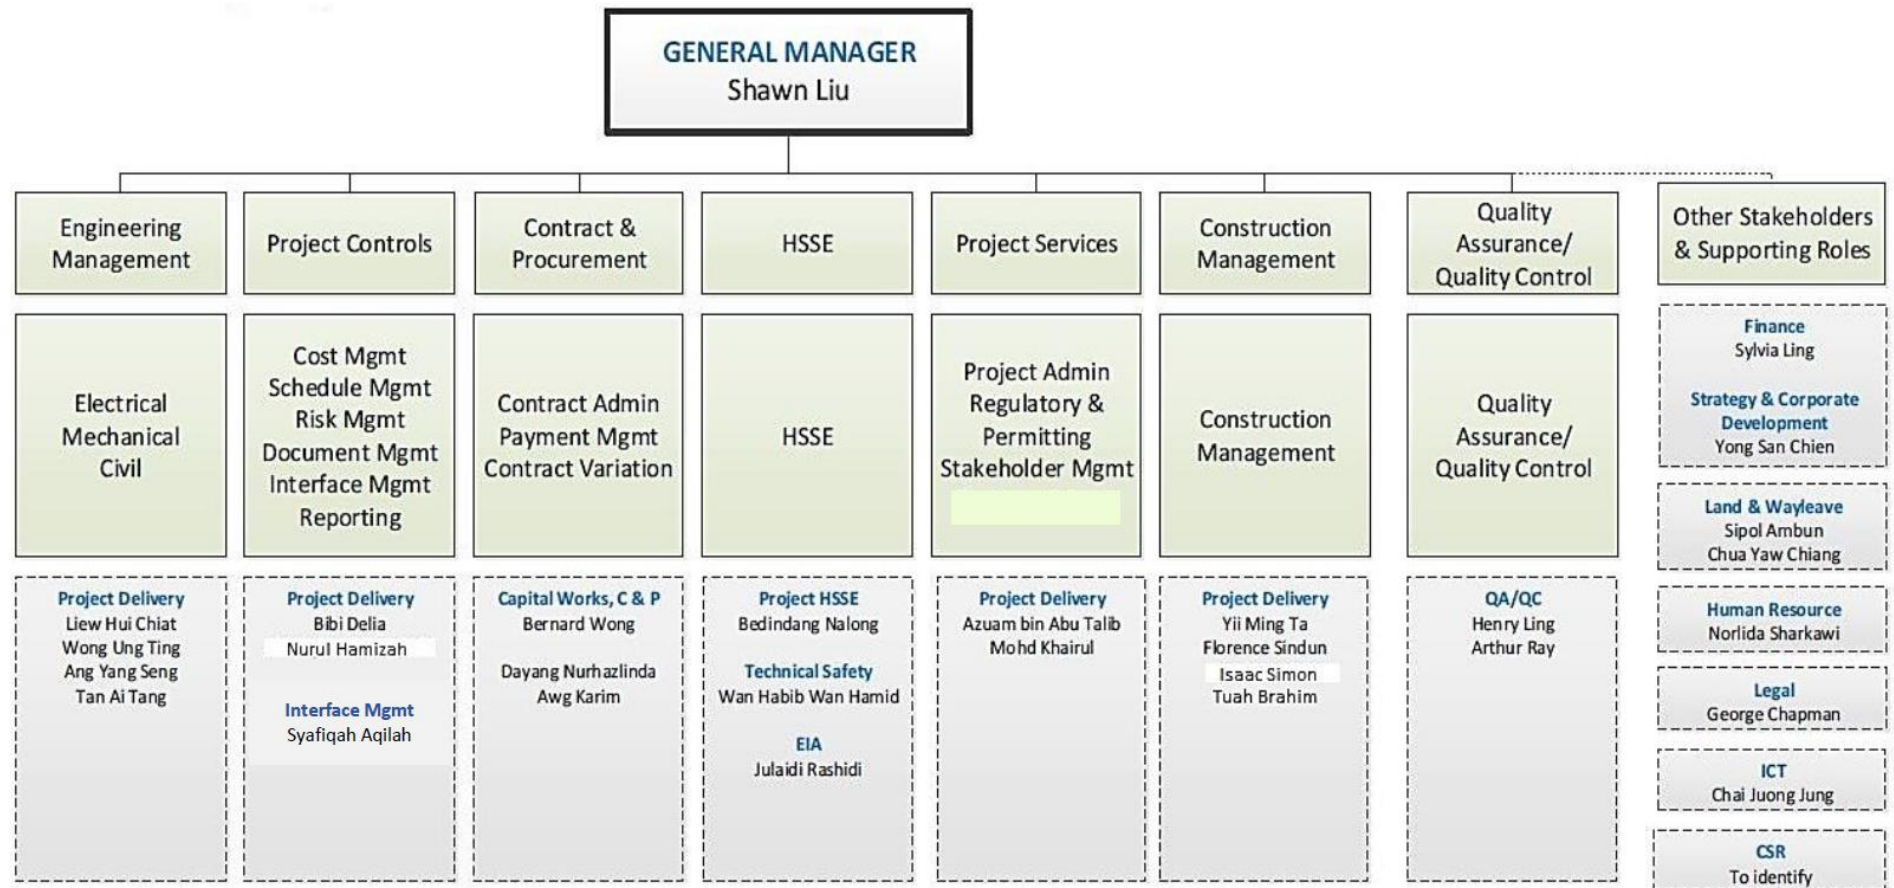 GENERAL MANAGER
Shawn Liu
Engineering
Management
Electrical
Mechanical
Civil
Project Delivery
Liew Hui Chiat
Wong Ung Ting
Ang Yang Seng
Tan Ai Tang
Project Controls
Cost Mgmt
Schedule Mgmt
Risk Mgmt
Document Mgmt
Interface Mgmt
Reporting
Project Delivery
Bibi Delia
Nurul Hamizah
Interface Mgmt
Syafiqah Aqilah
Contract &
Procurement
Contract Admin
Payment Mgmt
Contract Variation
Capital Works, C & P
Bernard Wong
Dayang Nurhazlinda
Awg Karim
HSSE
HSSE
Project HSSE
Bedindang Nalong
Technical Safety
Wan Habib Wan Hamid
EIA
Julaidi Rashidi
Project Services
Project Admin
Regulatory &
Permitting
Stakeholder Mgmt
Project Delivery
Azuam bin Abu Talib
Mohd Khairul
Construction
Management
Construction
Management
Project Delivery
Yii Ming Ta
Florence Sindun
Isaac Simon
Tuah Brahim
Quality
Assurance/
Quality Control
Quality
Assurance/
Quality Control
QA/QC
Henry Ling
Arthur Ray
Other Stakeholders
& Supporting Roles
Finance
Sylvia Ling
Strategy & Corporate
Development
Yong San Chien
Land & Wayleave
Sipol Ambun
Chua Yaw Chiang
Human Resource
Norlida Sharkawi
Legal
George Chapman
ICT
Chai Juong Jung
CSR
To identify